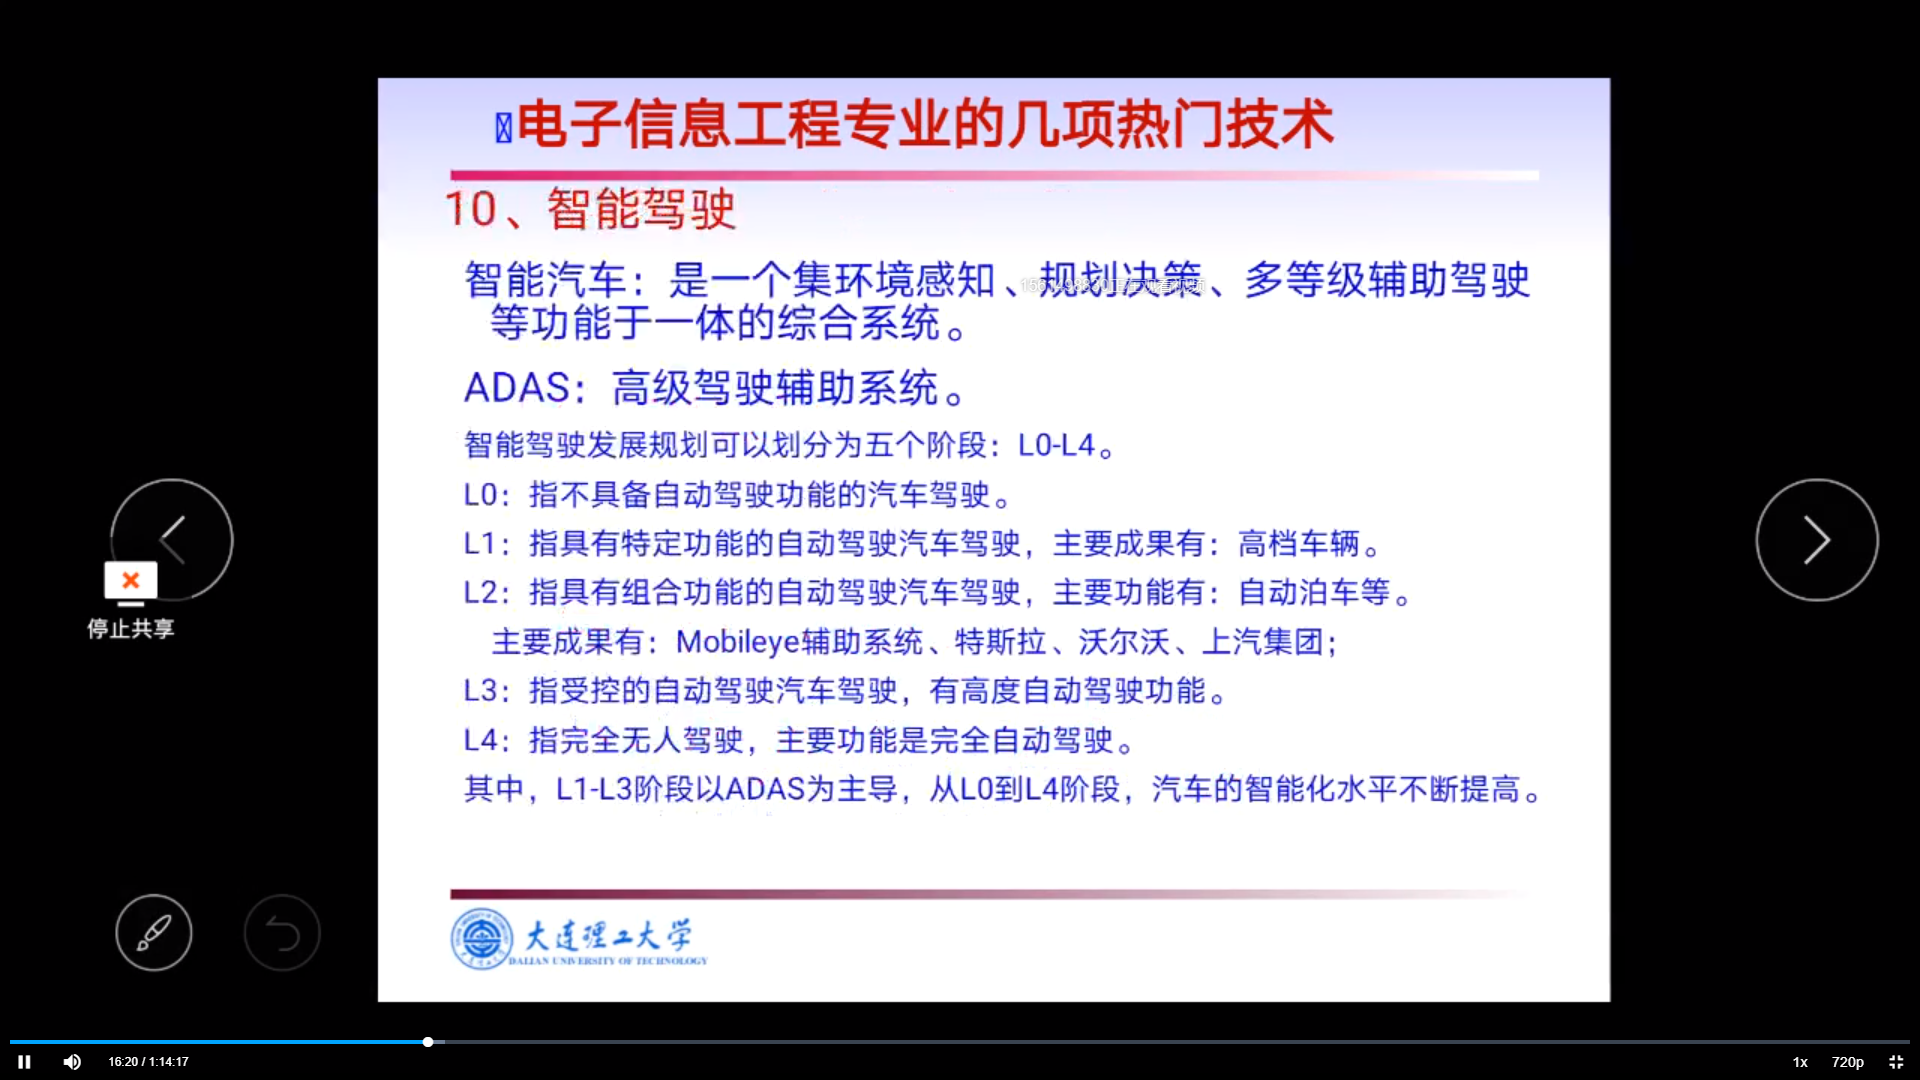 电子信息工程专业的几项热门技术
10、智能驾驶
智能汽车：是一个集环境感知、规划决策、多等级辅助驾驶
等功能于一体的综合系统。
ADAS：高级驾驶辅助系统。
智能驾驶发展规划可以划分为五个阶段：L0-L4。
L0：指不具备自动驾驶功能的汽车驾驶。
L1：指具有特定功能的自动驾驶汽车驾驶，主要成果有：高档车辆。
L2：指具有组合功能的自动驾驶汽车驾驶，主要功能有：自动泊车等。
主要成果有：Mobileye辅助系统、特斯拉、沃尔沃、上汽集团；
L3：指受控的自动驾驶汽车驾驶，有高度自动驾驶功能。
L4：指完全无人驾驶，主要功能是完全自动驾驶。
其中，L1-L3阶段以ADAS为主导，从L0到L4阶段，汽车的智能化水平不断提高。
停止共享
大连理工大学
DALIAN UNIVERSITY OF TECHNOLOGY
16:20 / 1:14:17
1x
720p